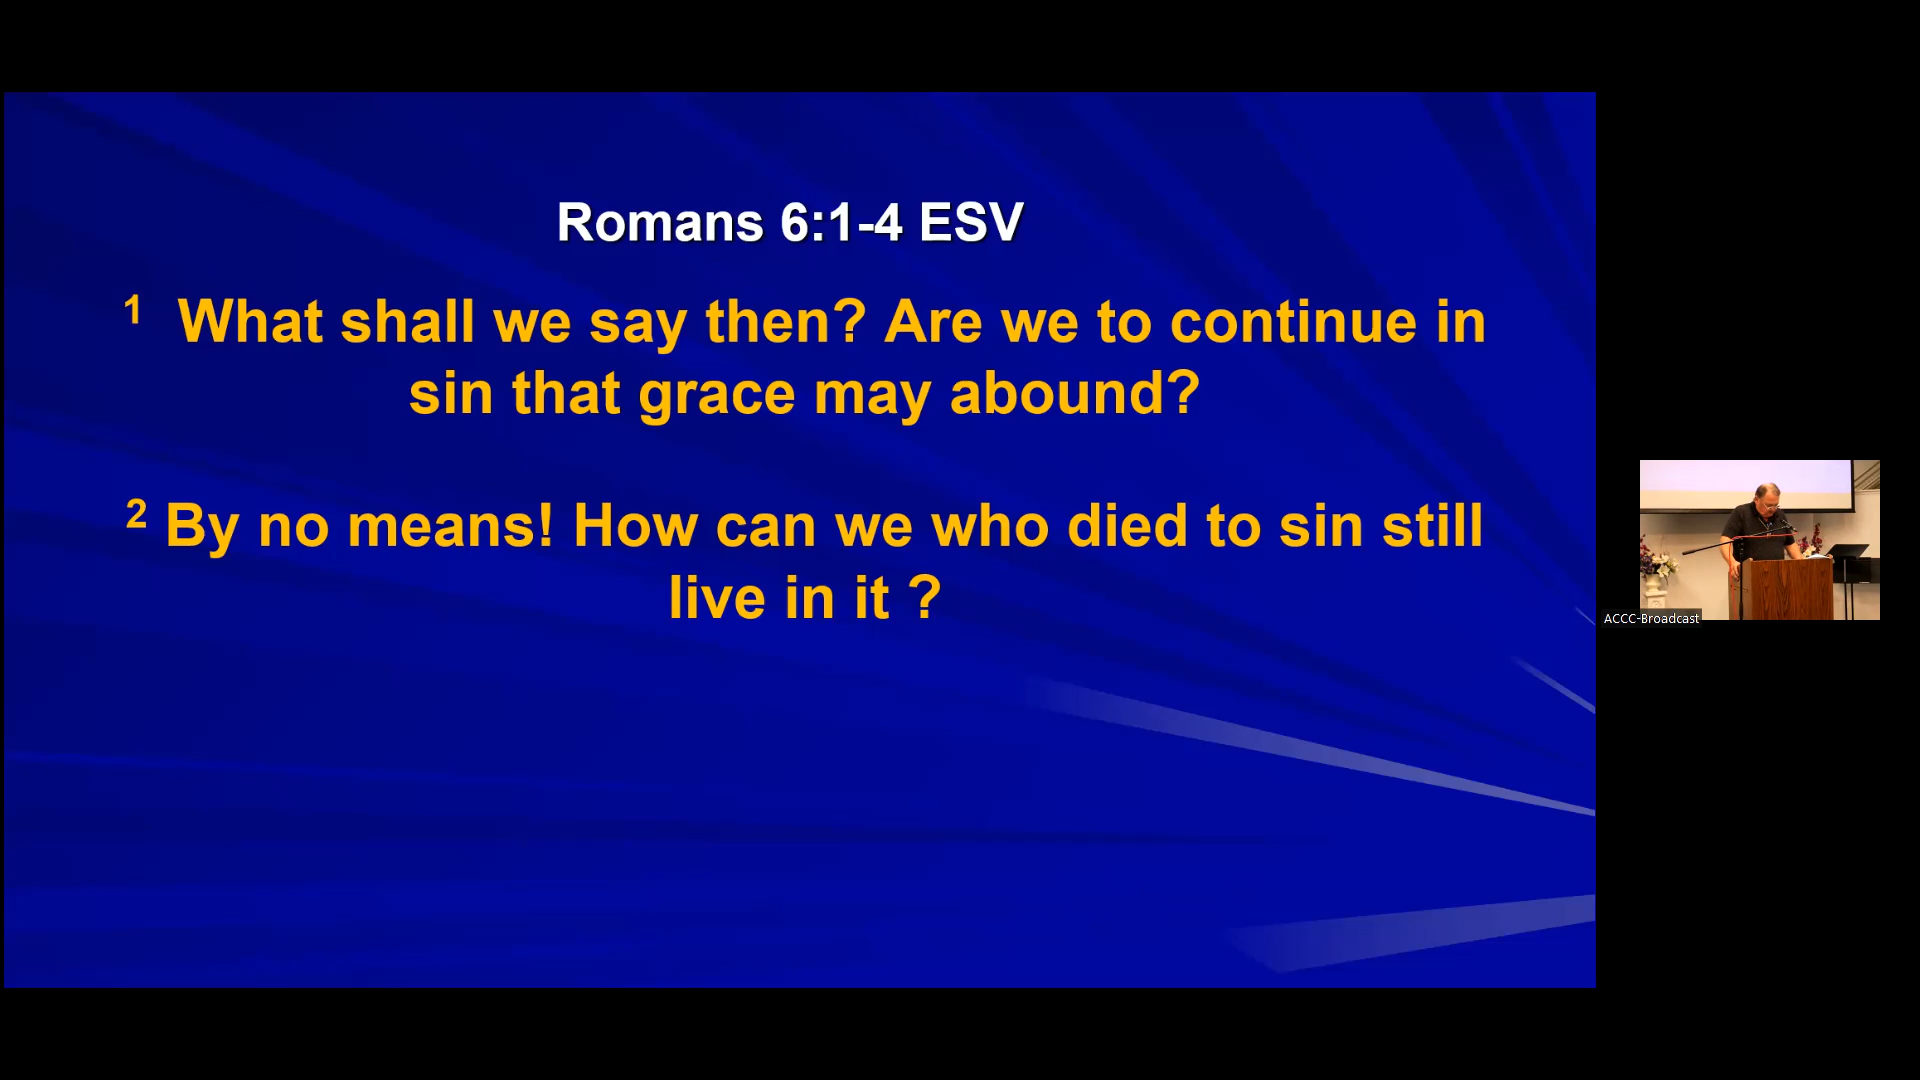 Romans 6:1-4 ESV
1 What shall we say then? Are we to continue in
sin that grace may abound?
2 By no means! How can we who died to sin still
live in it ?
ACCC-Broadcast